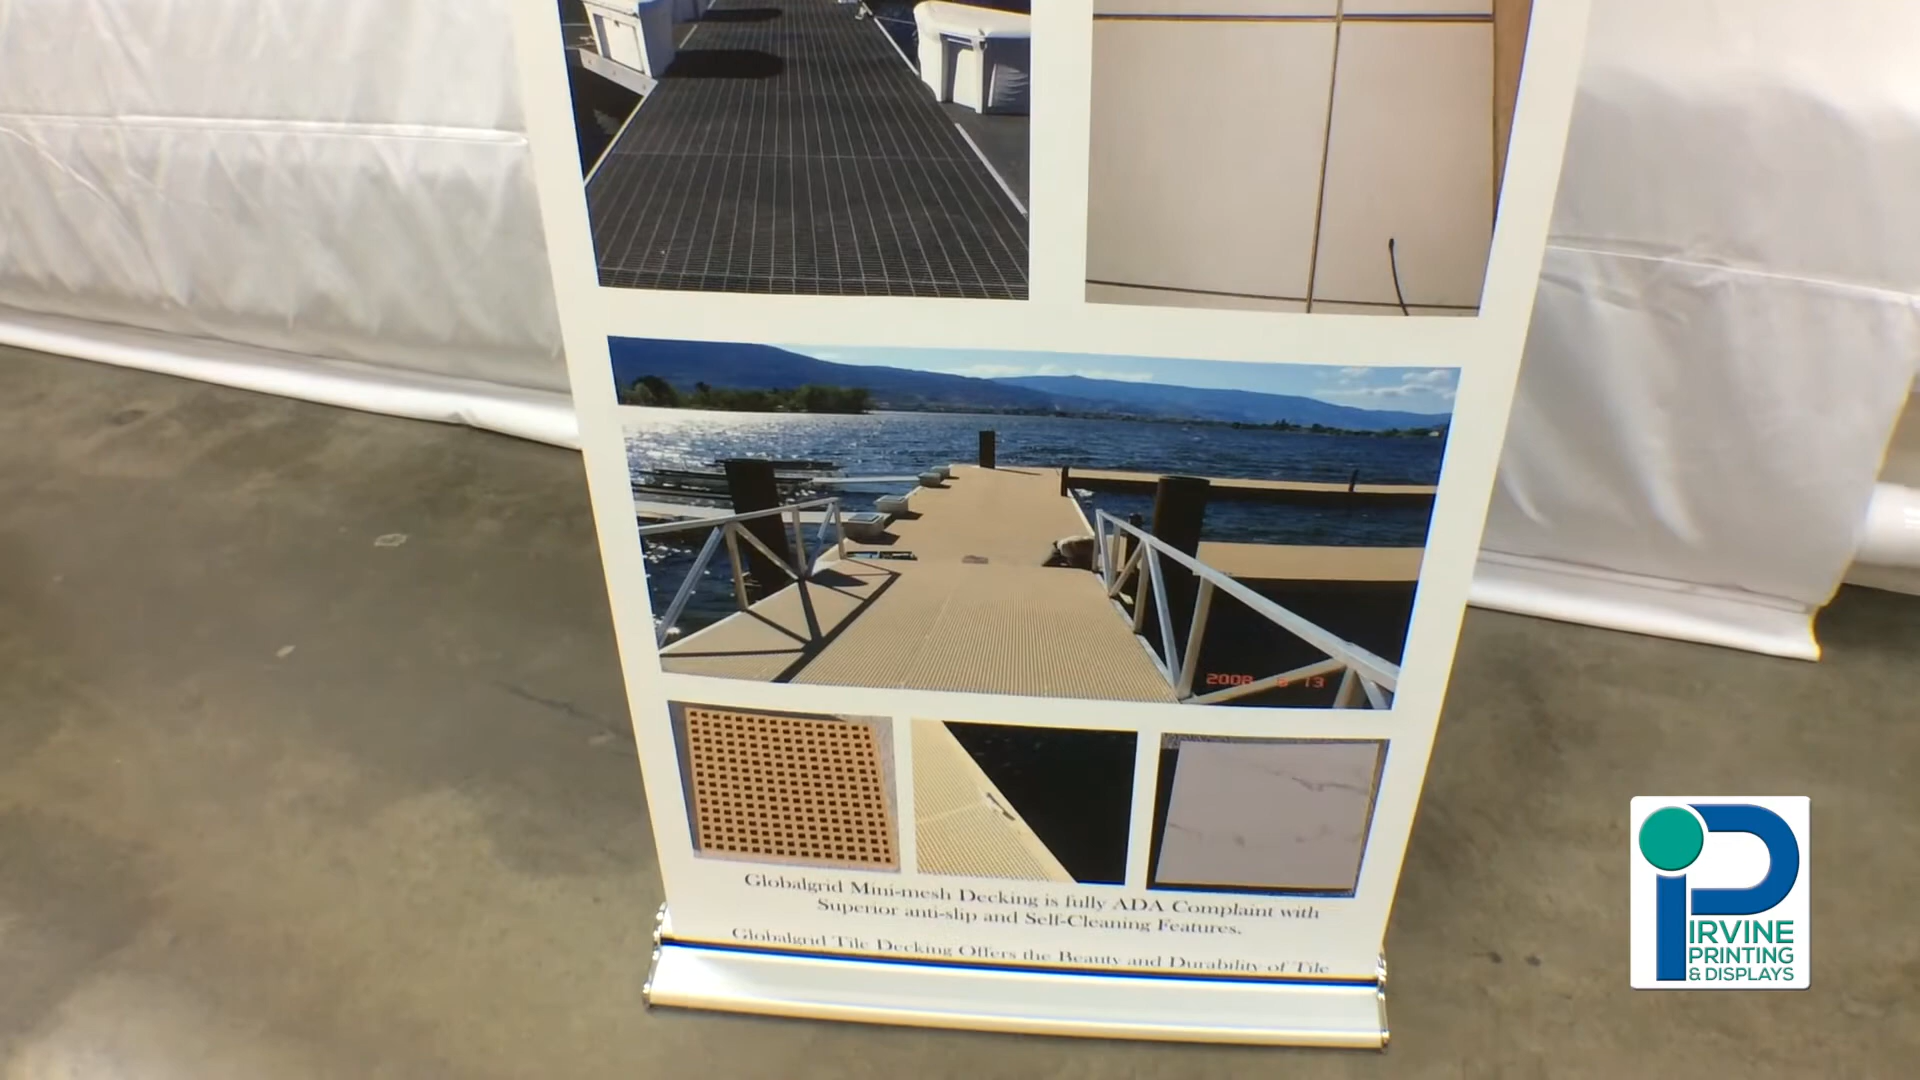 2008 13
Globalgrid Mini-mesh Decking is fully ADA Complaint with
Superior anti-slip and Self-Cleaning Features.
Globalgrid Tile Decking Offers the Beauty and Durability of Tile
IRVINE
PRINTING
& DISPLAYS